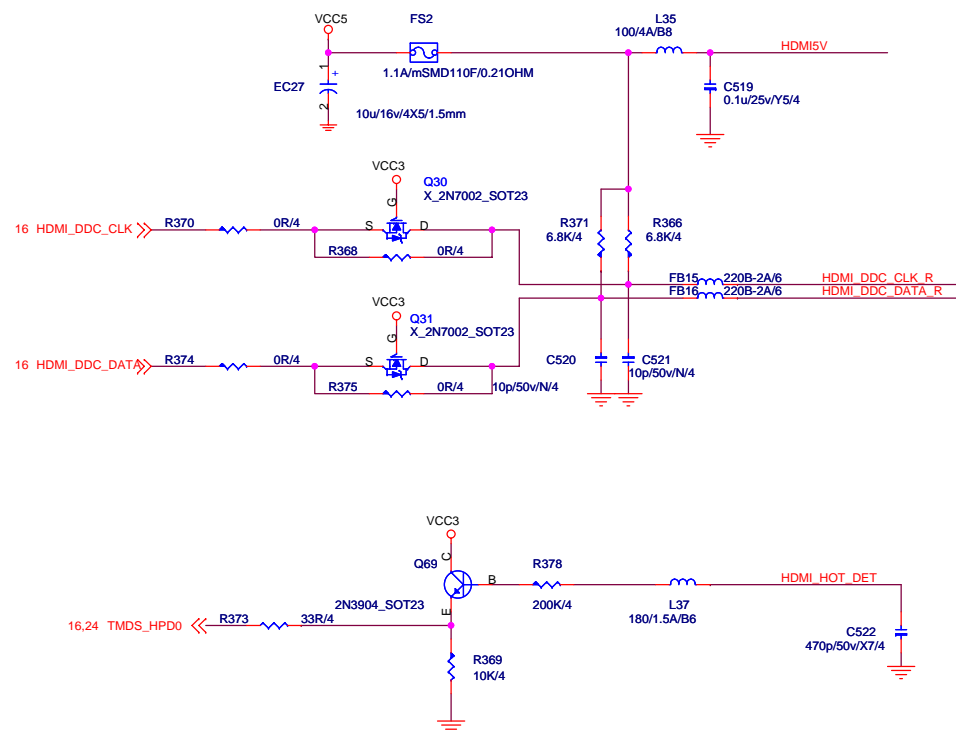 VCC5
FS2
L35
100/4A/B8
HDMI5V
1
+
EC27
2
1.1A/mSMD110F/0.21OHM
10u/16v/4X5/1.5mm
C519
0.1u/25v/Y5/4
VCC3
Q30
X_2N7002_SOT23
G
16 HDMI_DDC_CLK
R370
0R/4
S
D
R368
0R/4
R371
6.8K/4
R366
6.8K/4
FB15
220B-2A/6
HDMI_DDC_CLK_R
FB16
220B-2A/6
HDMI_DDC_DATA_R
VCC3
Q31
X_2N7002_SOT23
G
16 HDMI_DDC_DATA
R374
0R/4
S
D
R375
0R/4
10p/50v/N/4
C520
C521
10p/50v/N/4
VCC3
C
Q69
B
R378
200K/4
HDMI_HOT_DET
L37
180/1.5A/B6
2N3904_SOT23
E
16,24 TMDS_HPD0
R373
33R/4
C522
470p/50v/X7/4
R369
10K/4